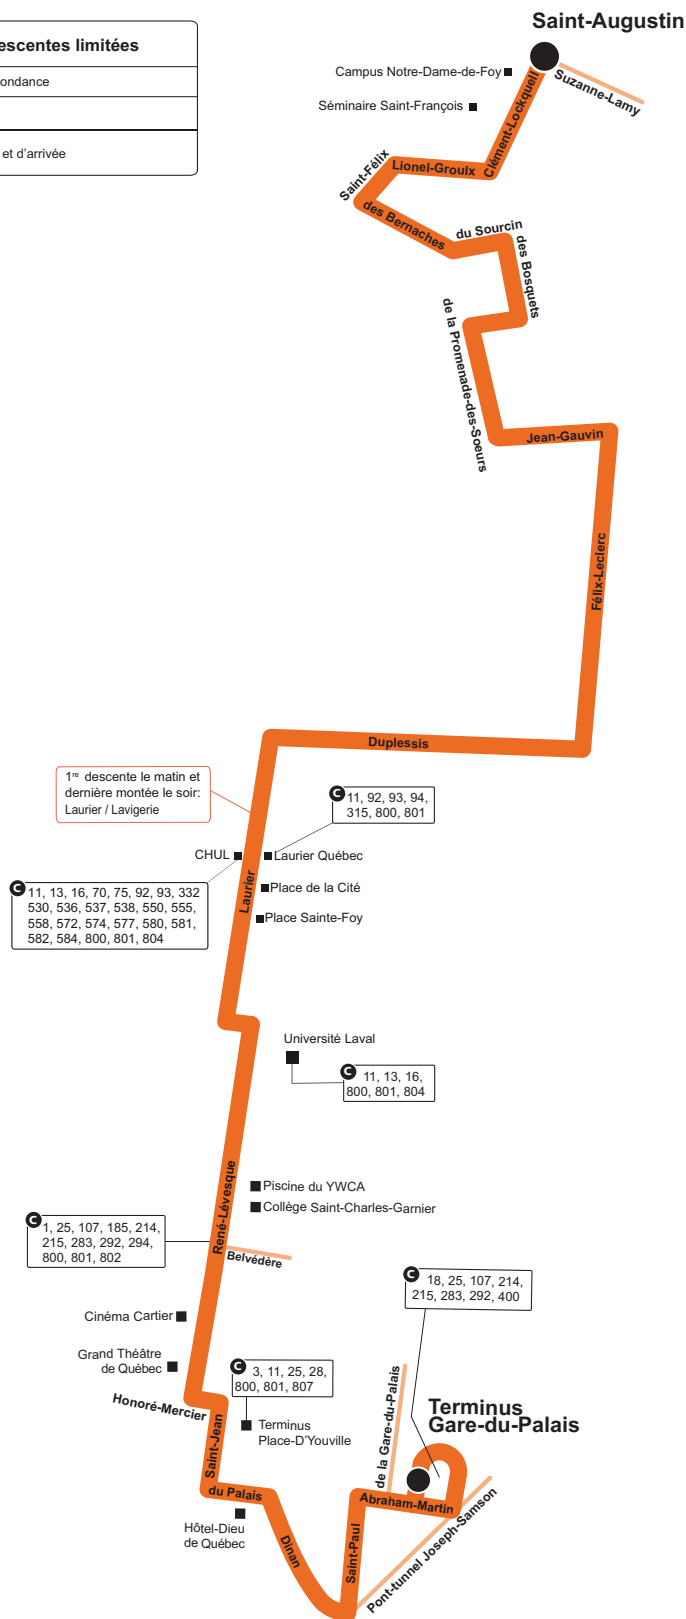 Saint-Augustin
escentes limitées
ondance
et d'arrivée
Campus Notre-Dame-de-Foy
Séminaire Saint-François
Suzanne-Lamy
Clément-Lockquell
Lionel-Groulx
Saint-Félix
des Bernaches
du Sourcin
des Bosquets
de la Promenade-des-Soeurs
Jean-Gauvin
Félix-Leclerc
Duplessis
1re descente le matin et
dernière montée le soir:
Laurier / Lavigerie
C 11, 92, 93, 94,
315, 800, 801
CHUL
Laurier Québec
Laurier
Place de la Cité
Place Sainte-Foy
C 11, 13, 16, 70, 75, 92, 93, 332
530, 536, 537, 538, 550, 555,
558, 572, 574, 577, 580, 581,
582, 584, 800, 801, 804
Université Laval
C 11, 13, 16,
800, 801, 804
René-Lévesque
Piscine du YWCA
Collège Saint-Charles-Garnier
C 1, 25, 107, 185, 214,
215, 283, 292, 294,
800, 801, 802
Belvédère
C 18, 25, 107, 214,
215, 283, 292, 400
Cinéma Cartier
Grand Théâtre
de Québec
C 3, 11, 25, 28,
800, 801, 807
Honoré-Mercier
Terminus
Place-D'Youville
Saint-Jean
de la Gare-du-Palais
Terminus
Gare-du-Palais
du Palais
Abraham-Martin
Hôtel-Dieu
de Québec
Dinan
Saint-Paul
Pont-tunnel Joseph-Samson